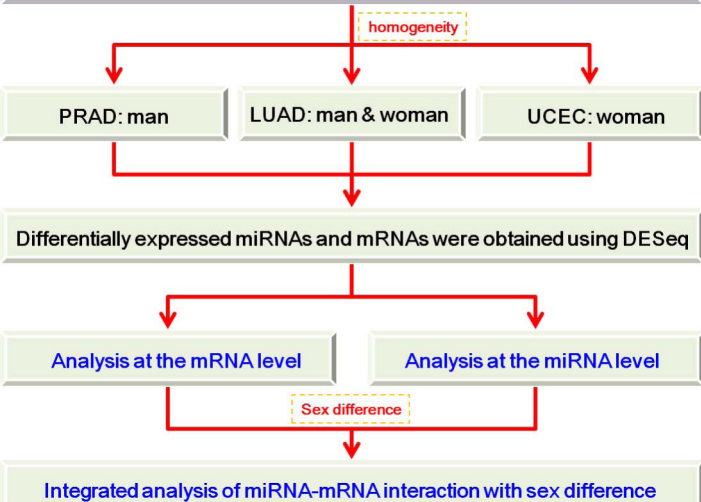 homogeneity
PRAD: man
LUAD: man & woman
UCEC: woman
Differentially expressed miRNAs and mRNAs were obtained using DESeq
Analysis at the mRNA level
Analysis at the miRNA level
Sex difference
Integrated analysis of miRNA-mRNA interaction with sex difference